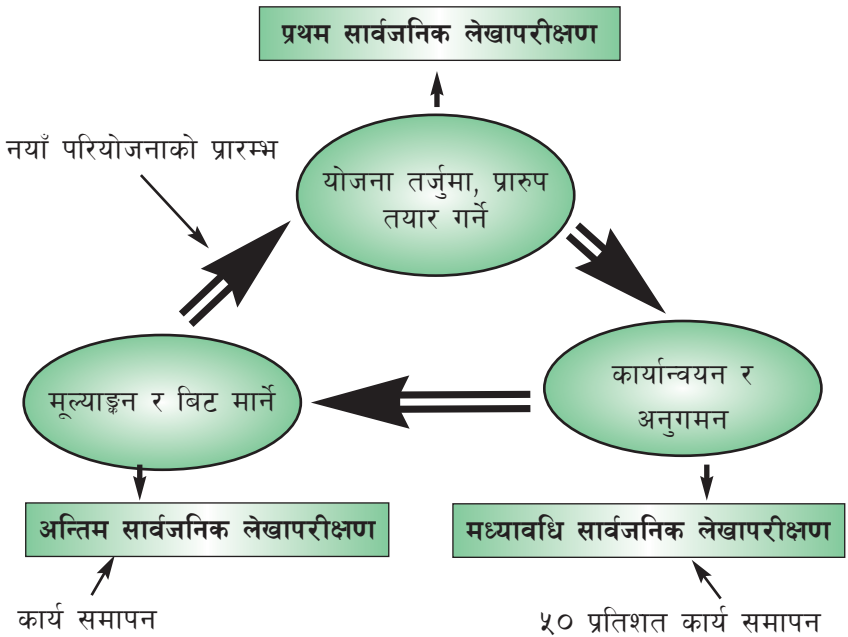 प्रथम सार्वजनिक लेखापरीक्षण
नयाँ परियोजनाको प्रारम्भ
योजना तर्जुमा, प्रारुप
तयार गर्ने
कार्यान्वयन र
अनुगमन
मूल्याङ्कन र बिट मार्ने
अन्तिम सार्वजनिक लेखापरीक्षण
मध्यावधि सार्वजनिक लेखापरीक्षण
कार्य समापन
५० प्रतिशत कार्य समापन